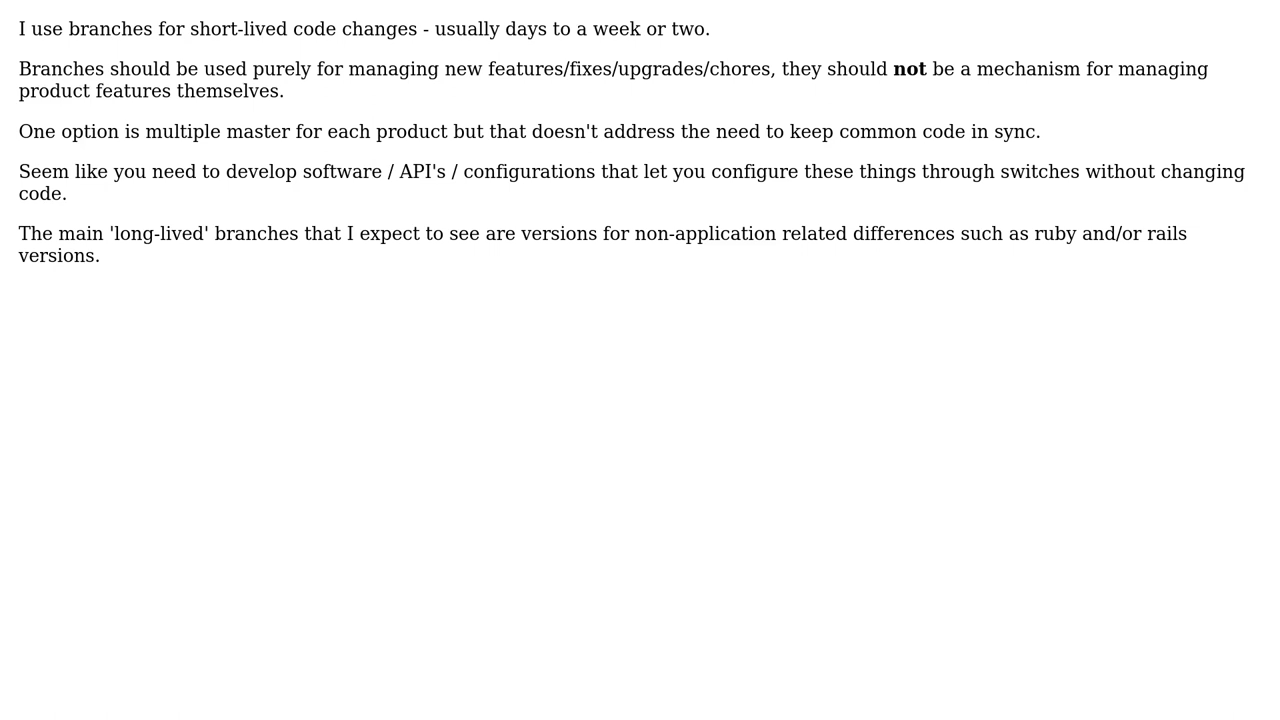 I use branches for short-lived code changes - usually days to a week or two.
Branches should be used purely for managing new features/fixes/upgrades/chores, they should not be a mechanism for managing
product features themselves.
One option is multiple master for each product but that doesn't address the need to keep common code in sync.
Seem like you need to develop software / API's / configurations that let you configure these things through switches without changing
code.
The main 'long-lived' branches that I expect to see are versions for non-application related differences such as ruby and/or rails
versions.